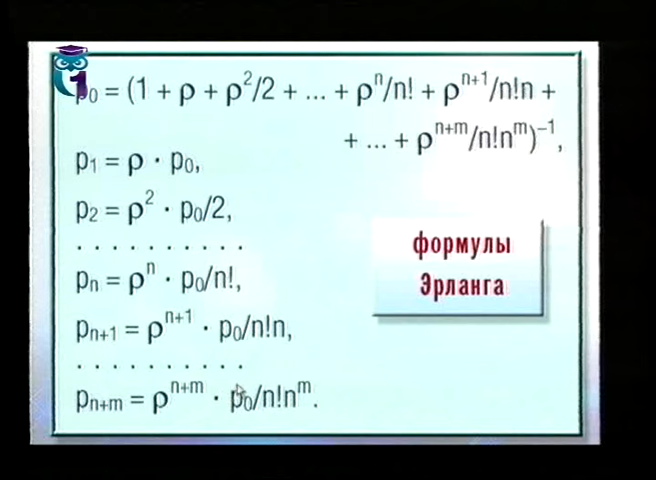 1
p₀ = (1 + ρ + ρ²/2 + ... + ρⁿ/n! + ρⁿ⁺¹/n!n +
+ ... + ρⁿ⁺ᵐ/n!nᵐ)⁻¹,
p₁ = ρ · p₀,
p₂ = ρ² · p₀/2,
. . . . . . . . . .
формулы
Эрланга
pₙ = ρⁿ · p₀/n!,
pₙ₊₁ = ρⁿ⁺¹ · p₀/n!n,
. . . . . . . . . .
pₙ₊ₘ = ρⁿ⁺ᵐ · p₀/n!nᵐ.